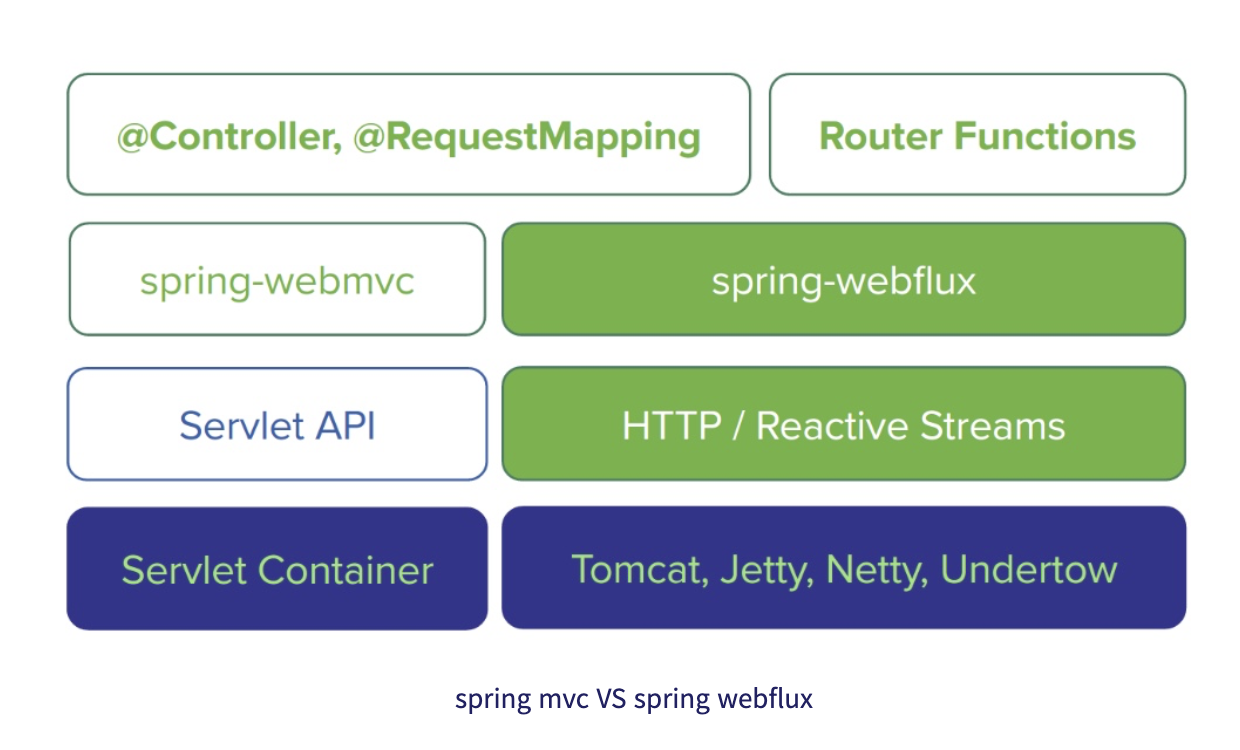 @Controller, @RequestMapping
Router Functions
spring-webmvc
spring-webflux
Servlet API
HTTP / Reactive Streams
Servlet Container
Tomcat, Jetty, Netty, Undertow
spring mvc VS spring webflux